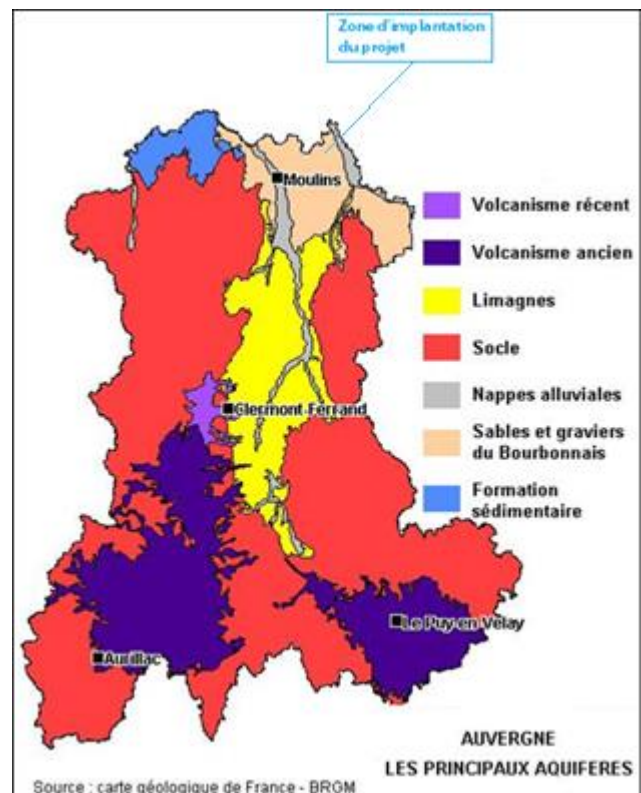 Zone d'implantation
du projet
Moulins
Volcanisme récent
Volcanisme ancien
Limagnes
Socle
Clermont-Ferrand
Nappes alluviales
Sables et graviers
du Bourbonnais
Formation
sédimentaire
Le Puy-en-Velay
Aurillac
AUVERGNE
LES PRINCIPAUX AQUIFERES
Source : carte géologique de France - BRGM